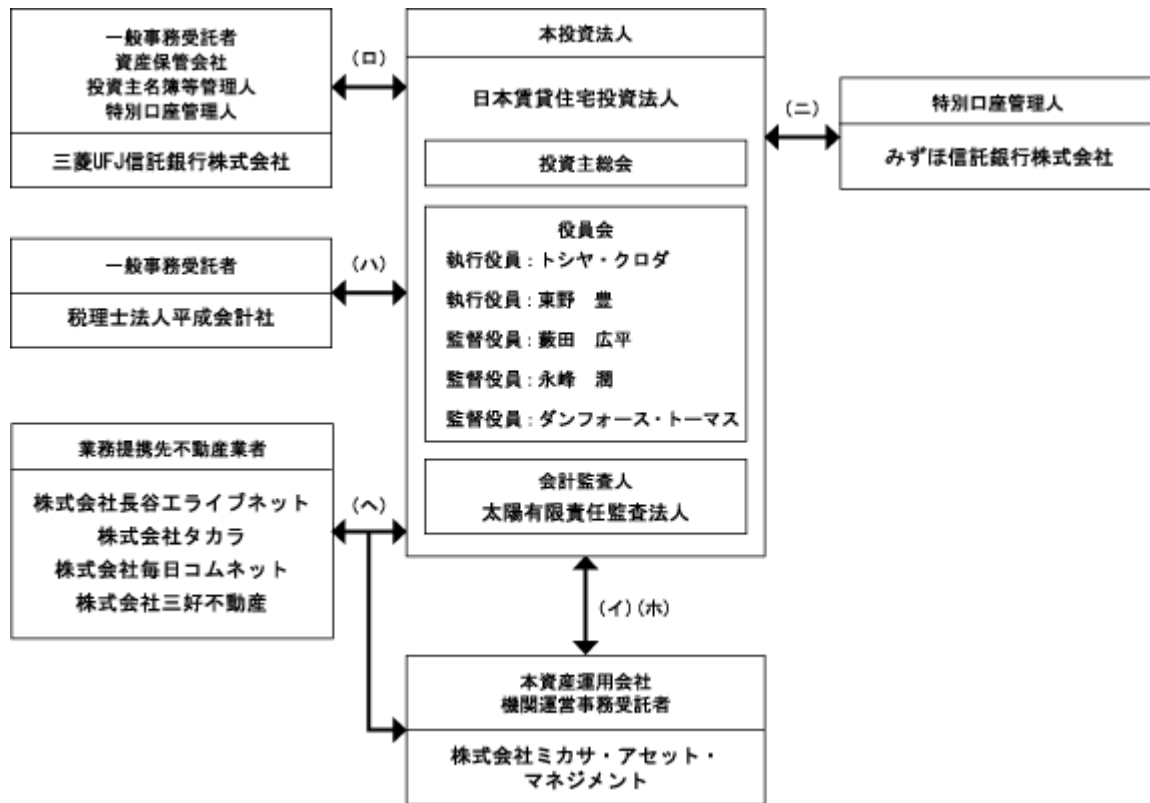 一般事務受託者
資産保管会社
投資主名簿等管理人
特別口座管理人
三菱UFJ信託銀行株式会社
(ロ)
本投資法人
日本賃貸住宅投資法人
投資主総会
役員会
執行役員:トシヤ・クロダ
執行役員:東野　豊
監督役員:藪田　広平
監督役員:永峰　潤
監督役員:ダンフォース・トーマス
会計監査人
太陽有限責任監査法人
(ニ)
特別口座管理人
みずほ信託銀行株式会社
一般事務受託者
税理士法人平成会計社
(ハ)
業務提携先不動産業者
株式会社長谷工ライブネット
株式会社タカラ
株式会社毎日コムネット
株式会社三好不動産
(ヘ)
(イ)(ホ)
本資産運用会社
機関運営事務受託者
株式会社ミカサ・アセット・
マネジメント